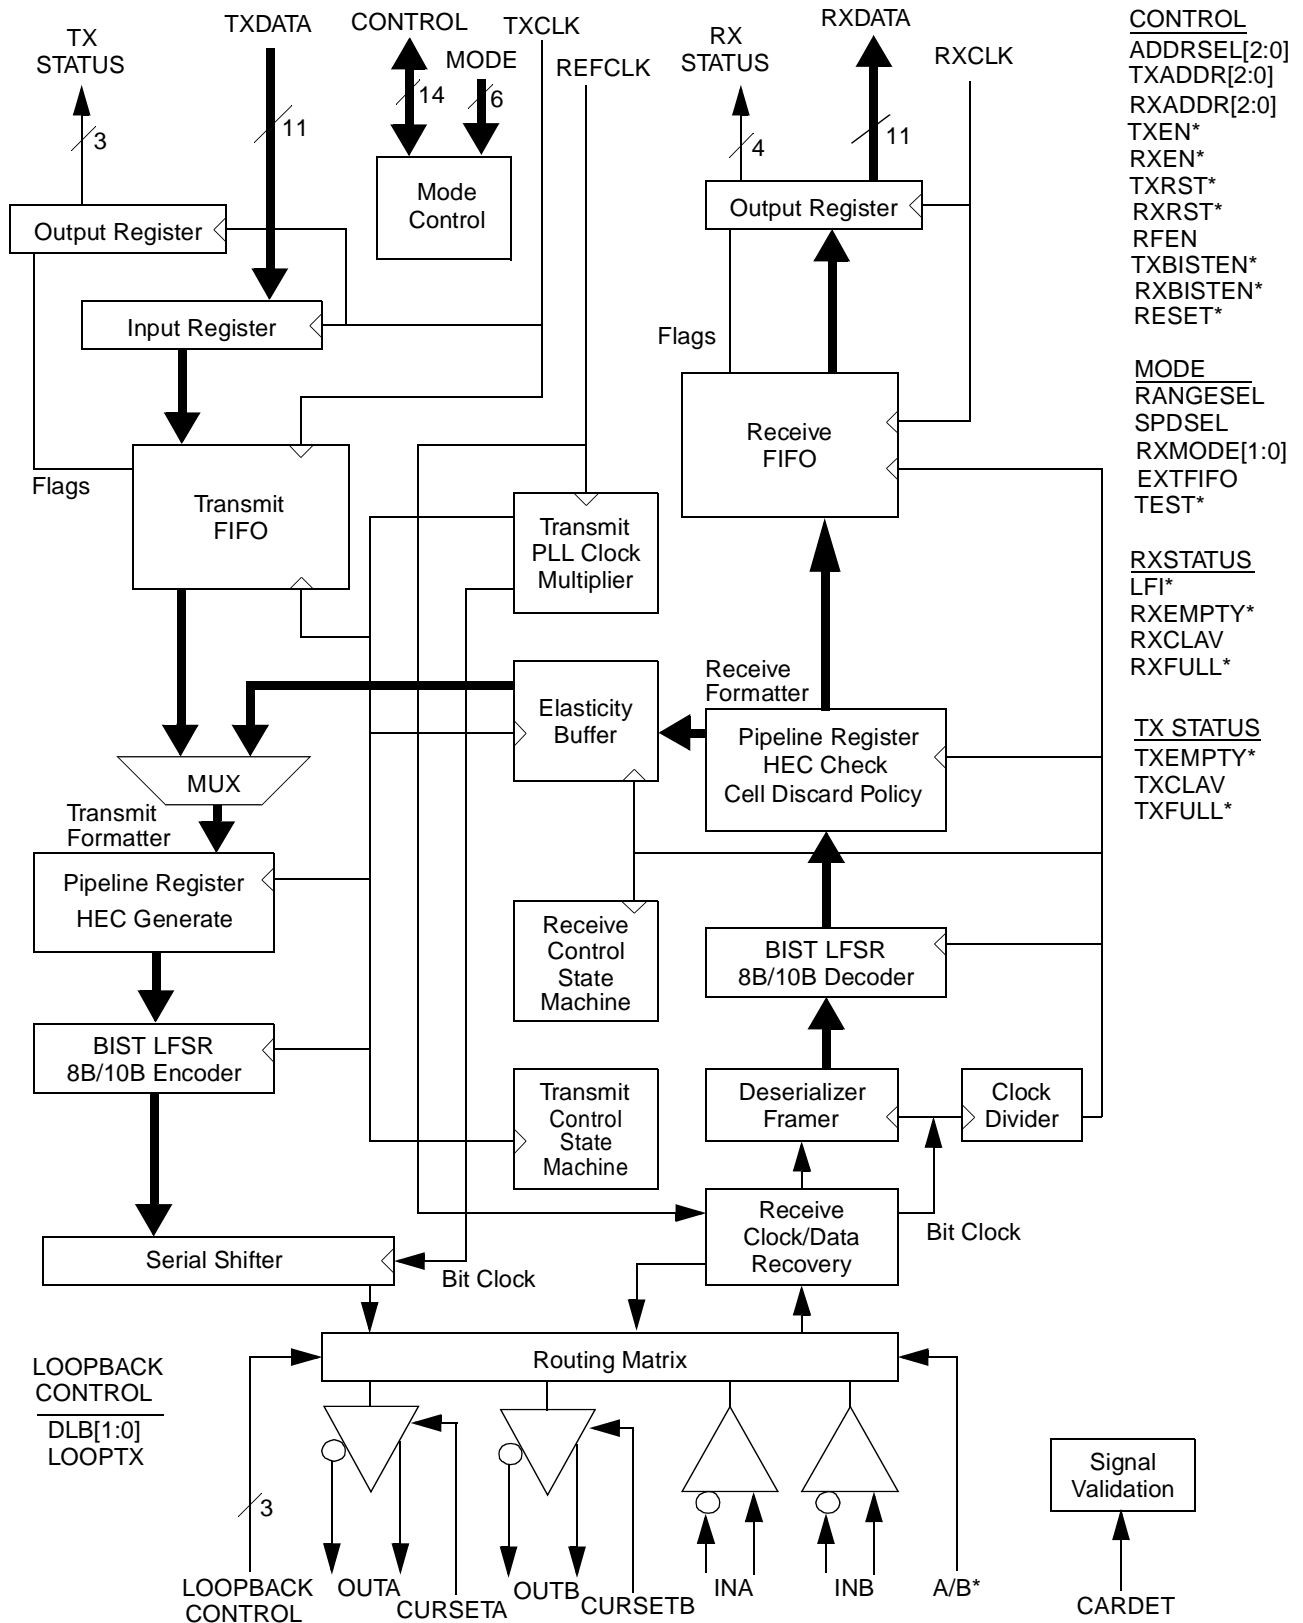 TX
STATUS
TXDATA
CONTROL
MODE
TXCLK
REFCLK
RX
STATUS
RXDATA
RXCLK
3
11
14
6
4
11
Mode
Control
Output Register
Output Register
Input Register
Flags
Flags
Transmit
FIFO
Receive
FIFO
Transmit
PLL Clock
Multiplier
Elasticity
Buffer
Receive
Formatter
Pipeline Register
HEC Check
Cell Discard Policy
MUX
Transmit
Formatter
Pipeline Register
HEC Generate
Receive
Control
State
Machine
BIST LFSR
8B/10B Decoder
BIST LFSR
8B/10B Encoder
Transmit
Control
State
Machine
Deserializer
Framer
Clock
Divider
Receive
Clock/Data
Recovery
Bit Clock
Serial Shifter
Bit Clock
Routing Matrix
LOOPBACK
CONTROL
DLB[1:0]
LOOPTX
3
LOOPBACK
CONTROL
OUTA
CURSETA
OUTB
CURSETB
INA
INB
A/B*
Signal
Validation
CARDET
CONTROL
ADDRSEL[2:0]
TXADDR[2:0]
RXADDR[2:0]
TXEN*
RXEN*
TXRST*
RXRST*
RFEN
TXBISTEN*
RXBISTEN*
RESET*
MODE
RANGESEL
SPDSEL
RXMODE[1:0]
EXTFIFO
TEST*
RXSTATUS
LFI*
RXEMPTY*
RXCLAV
RXFULL*
TX STATUS
TXEMPTY*
TXCLAV
TXFULL*